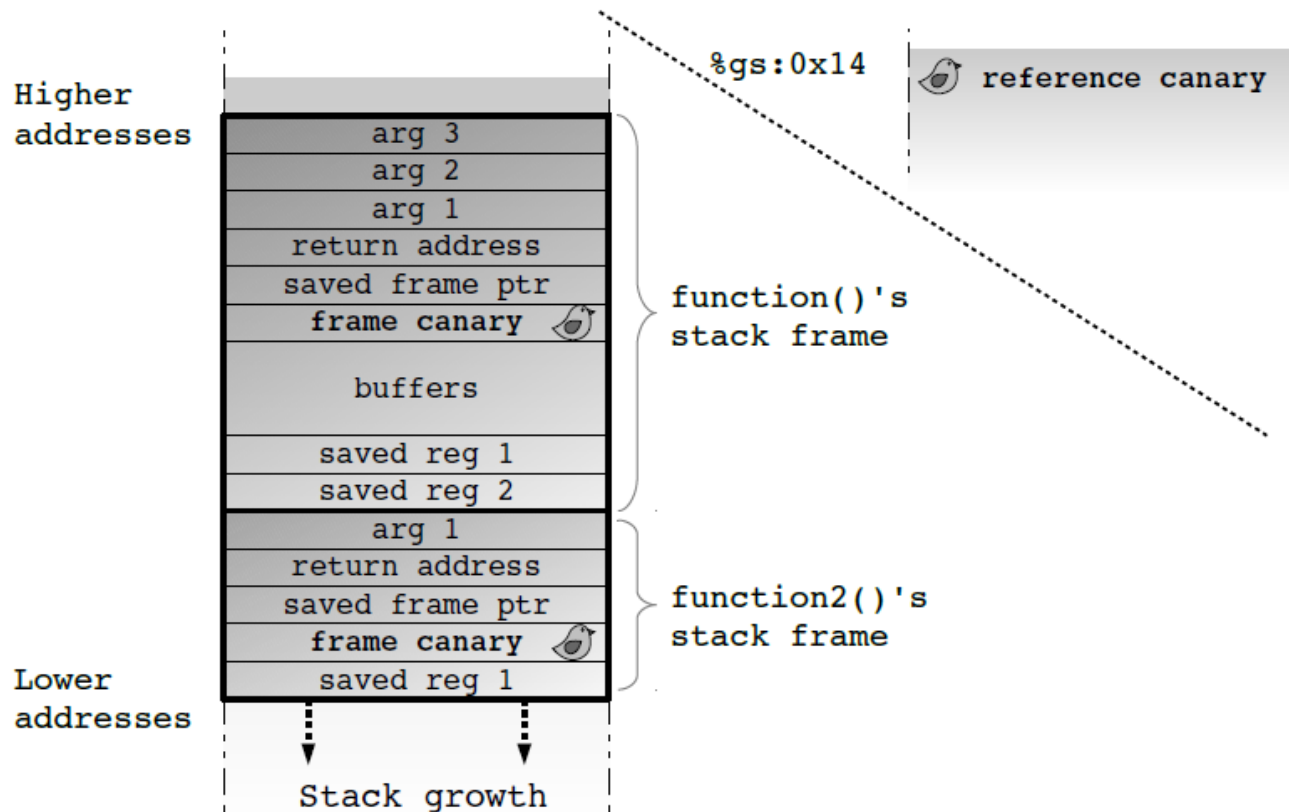 %gs:0x14
reference canary
Higher
addresses
arg 3
arg 2
arg 1
return address
saved frame ptr
frame canary
buffers
saved reg 1
saved reg 2
function()'s
stack frame
arg 1
return address
saved frame ptr
frame canary
saved reg 1
function2()'s
stack frame
Lower
addresses
Stack growth